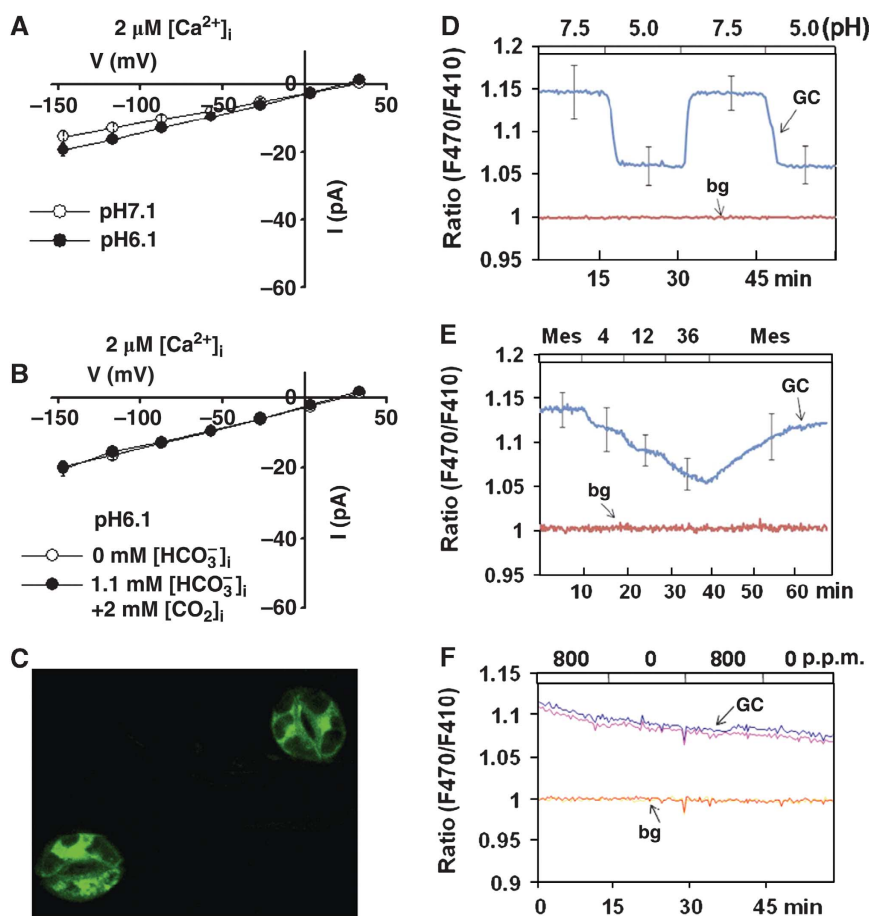 A
2 μM [Ca²⁺]ᵢ
V (mV)
–150 –100 –50 0 50
–20
–40
–60
I (pA)
pH7.1
pH6.1
B
2 μM [Ca²⁺]ᵢ
V (mV)
–150 –100 –50 0 50
–20
–40
–60
I (pA)
pH6.1
0 mM [HCO₃⁻]ᵢ
1.1 mM [HCO₃⁻]ᵢ
+2 mM [CO₂]ᵢ
C
D
7.5 5.0 7.5 5.0 (pH)
Ratio (F470/F410)
1.2
1.15
1.1
1.05
1
0.95
GC
bg
15 30 45 min
E
Mes 4 12 36 Mes
Ratio (F470/F410)
1.2
1.15
1.1
1.05
1
0.95
GC
bg
10 20 30 40 50 60 min
F
800 0 800 0 p.p.m.
Ratio (F470/F410)
1.15
1.1
1.05
1
0.95
0.9
GC
bg
0 15 30 45 min